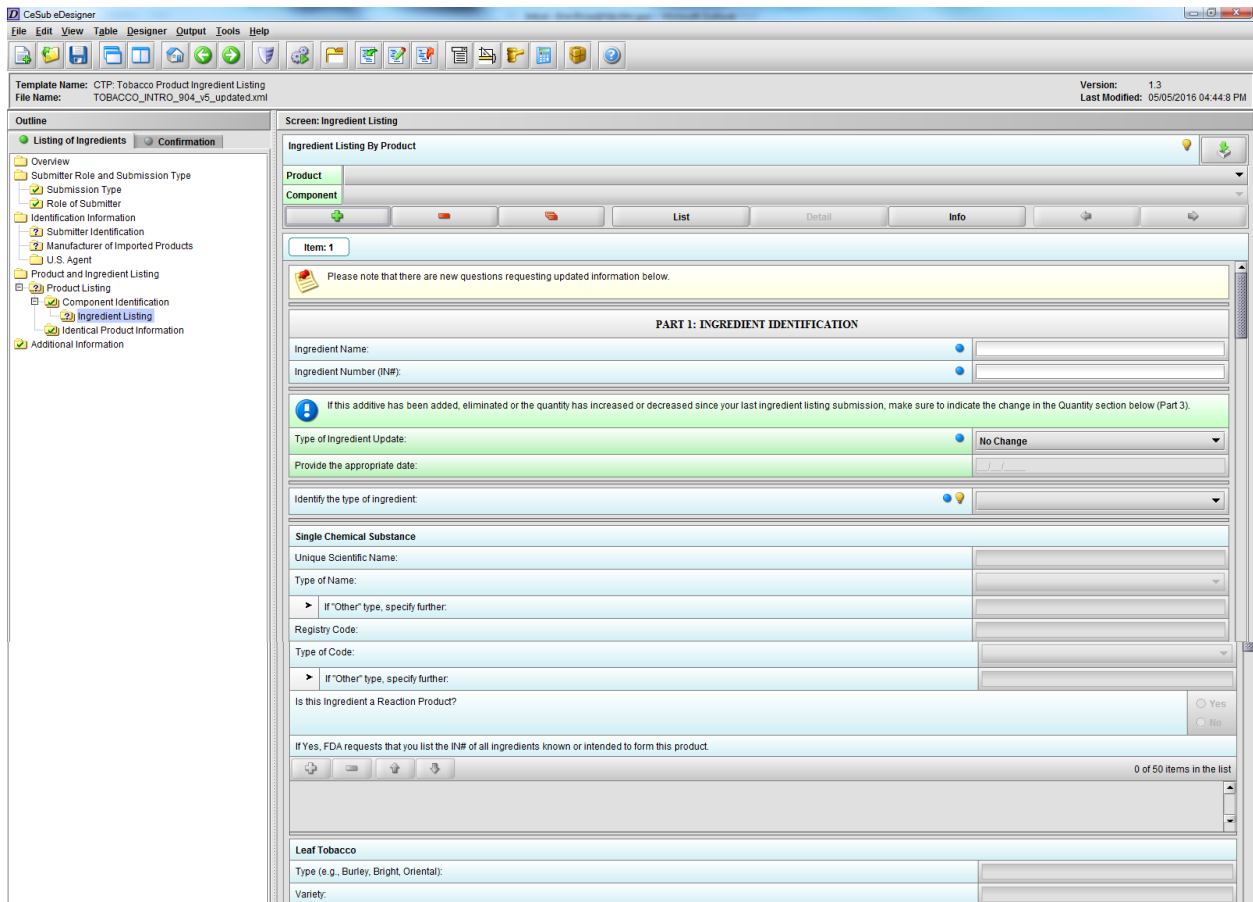 CeSub eDesigner
File Edit View Table Designer Output Tools Help
Template Name: CTP: Tobacco Product Ingredient Listing
Version: 1.3
File Name: TOBACCO_INTRO_904_v5_updated.xml
Last Modified: 05/05/2016 04:44:8 PM
Outline
Listing of Ingredients
Confirmation
Overview
Submitter Role and Submission Type
Submission Type
Role of Submitter
Identification Information
Submitter Identification
Manufacturer of Imported Products
U.S. Agent
Product and Ingredient Listing
Product Listing
Component Identification
Ingredient Listing
Identical Product Information
Additional Information
Screen: Ingredient Listing
Ingredient Listing By Product
Product
Component
List Detail Info
Item: 1
Please note that there are new questions requesting updated information below.
PART 1: INGREDIENT IDENTIFICATION
Ingredient Name:
Ingredient Number (IN#):
If this additive has been added, eliminated or the quantity has increased or decreased since your last ingredient listing submission, make sure to indicate the change in the Quantity section below (Part 3).
Type of Ingredient Update:
No Change
Provide the appropriate date:
__/__/____
Identify the type of ingredient:
Single Chemical Substance
Unique Scientific Name:
Type of Name:
If "Other" type, specify further:
Registry Code:
Type of Code:
If "Other" type, specify further:
Is this Ingredient a Reaction Product?
Yes
No
If Yes, FDA requests that you list the IN# of all ingredients known or intended to form this product.
0 of 50 items in the list
Leaf Tobacco
Type (e.g., Burley, Bright, Oriental):
Variety: